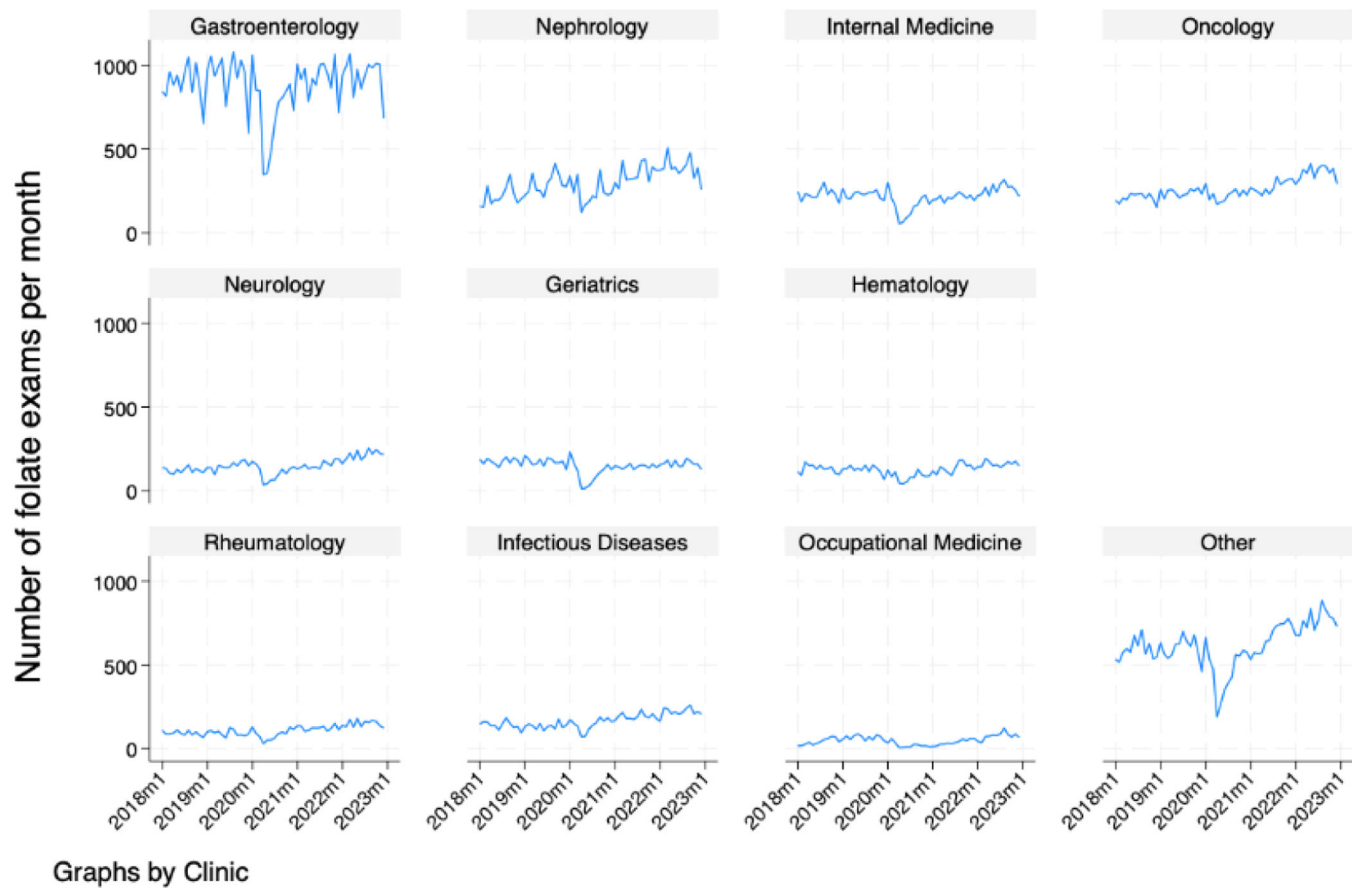 Number of folate exams per month
Gastroenterology
Nephrology
Internal Medicine
Oncology
1000
500
0
Neurology
Geriatrics
Hematology
1000
500
0
Rheumatology
Infectious Diseases
Occupational Medicine
Other
1000
500
0
2018m1
2019m1
2020m1
2021m1
2022m1
2023m1
2018m1
2019m1
2020m1
2021m1
2022m1
2023m1
2018m1
2019m1
2020m1
2021m1
2022m1
2023m1
2018m1
2019m1
2020m1
2021m1
2022m1
2023m1
Graphs by Clinic